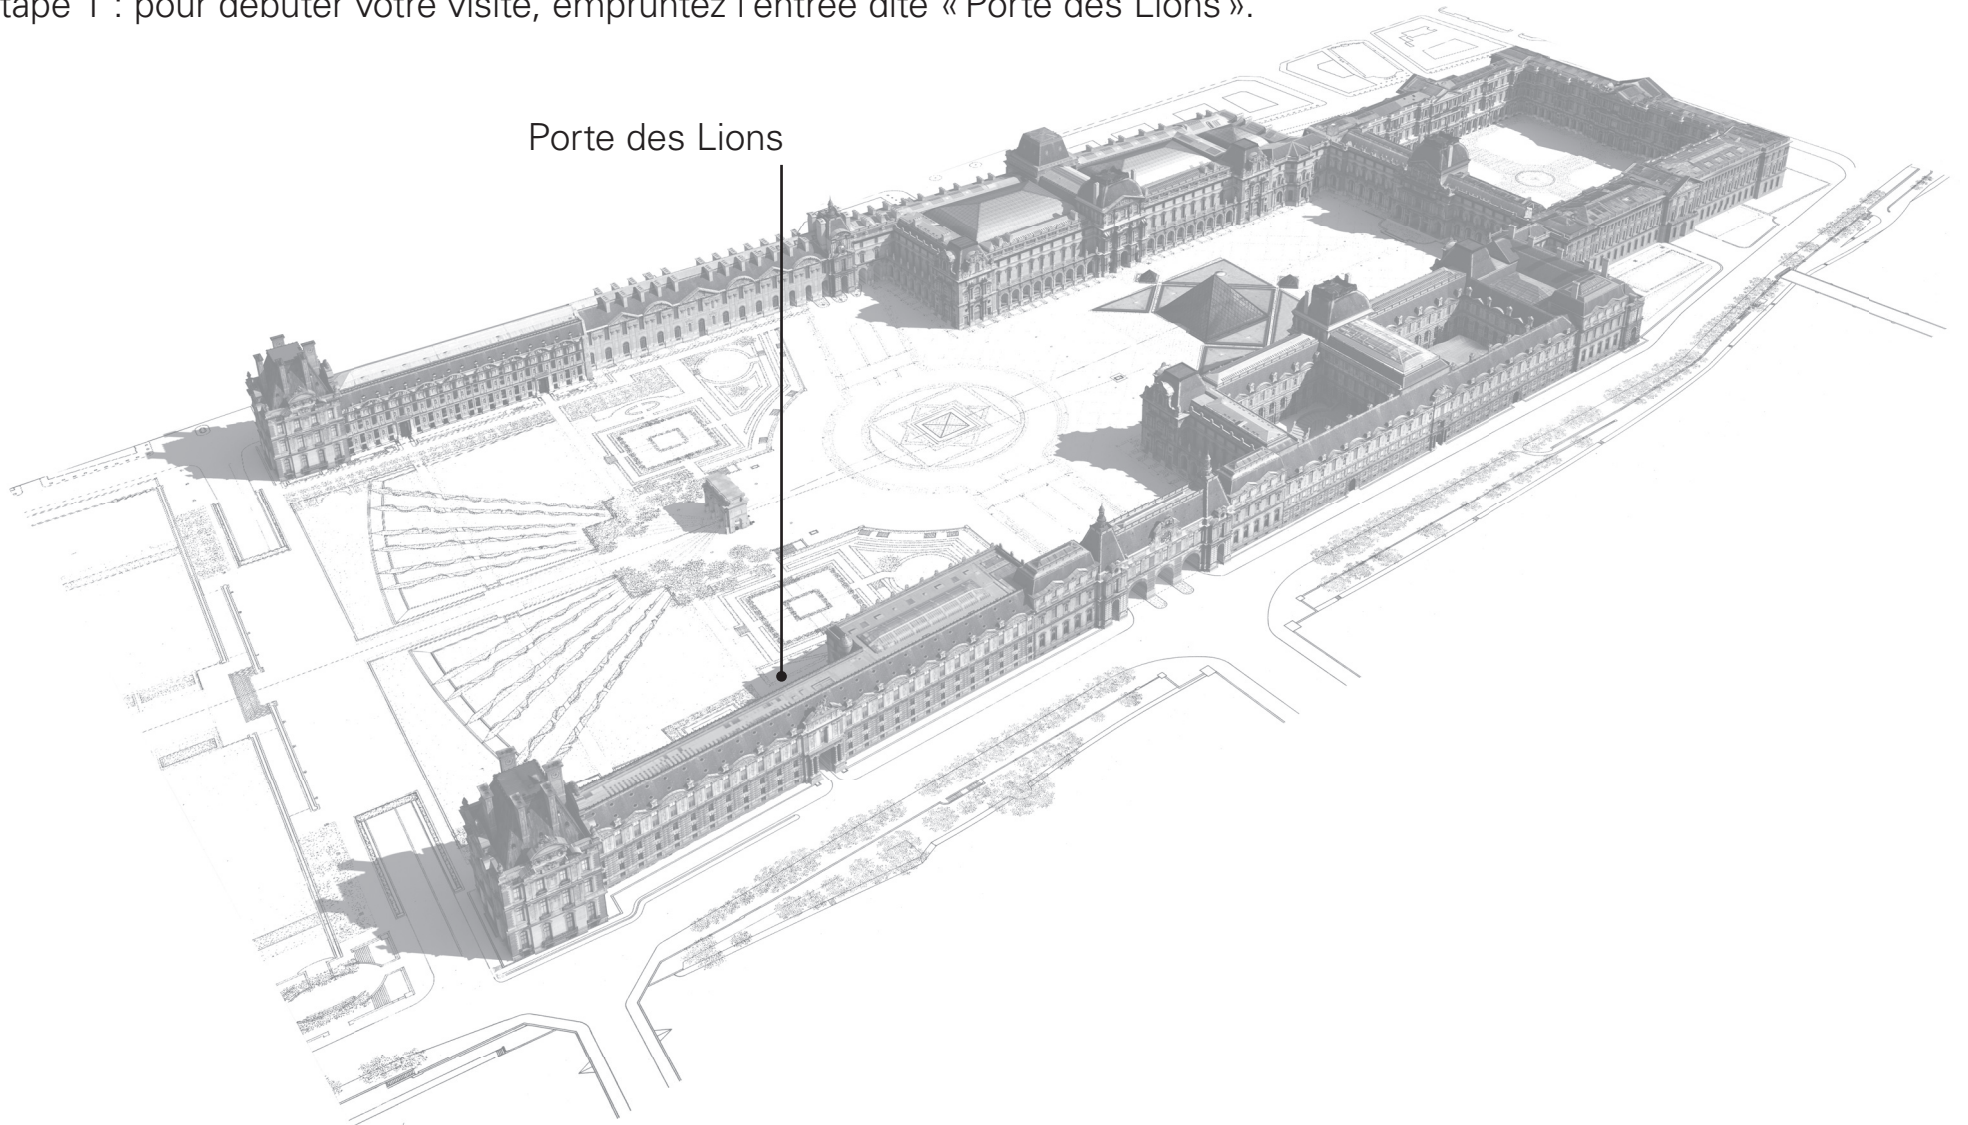 tape 1 : pour débuter votre visite, empruntez l'entrée dite « Porte des Lions ».
Porte des Lions